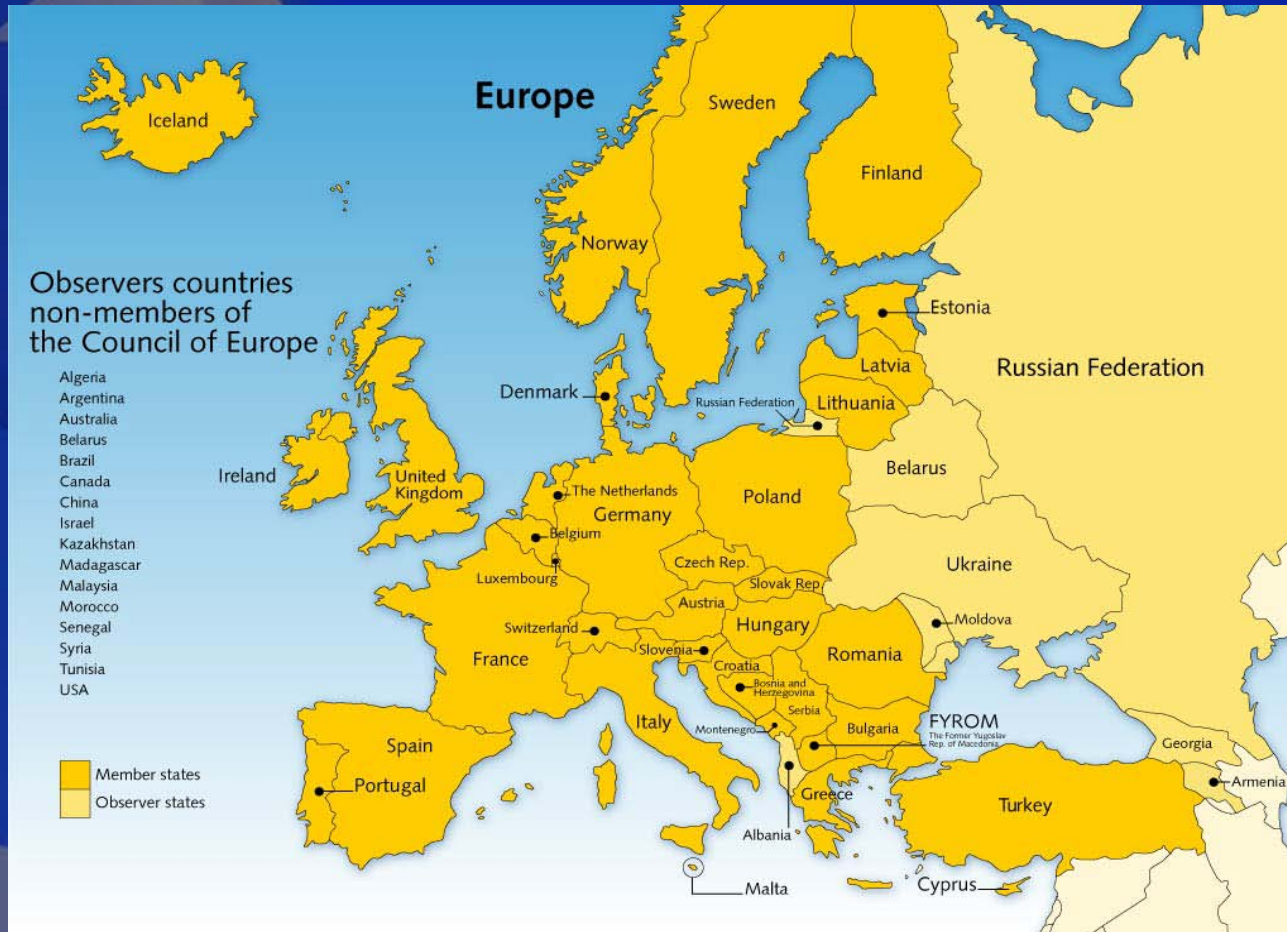 Europe
Iceland
Sweden
Finland
Norway
Observers countries
non-members of
the Council of Europe
Algeria
Argentina
Australia
Belarus
Brazil
Canada
China
Israel
Kazakhstan
Madagascar
Malaysia
Morocco
Senegal
Syria
Tunisia
USA
Member states
Observer states
Estonia
Latvia
Lithuania
Russian Federation
Russian Federation
Denmark
Belarus
Ireland
United
Kingdom
The Netherlands
Germany
Poland
Belgium
Luxembourg
Czech Rep.
Slovak Rep.
Ukraine
Austria
Switzerland
Hungary
Moldova
France
Slovenia
Croatia
Romania
Bosnia and
Herzegovina
Serbia
Italy
Montenegro
Bulgaria
FYROM
The Former Yugoslav
Rep. of Macedonia
Spain
Portugal
Georgia
Armenia
Greece
Turkey
Albania
Malta
Cyprus